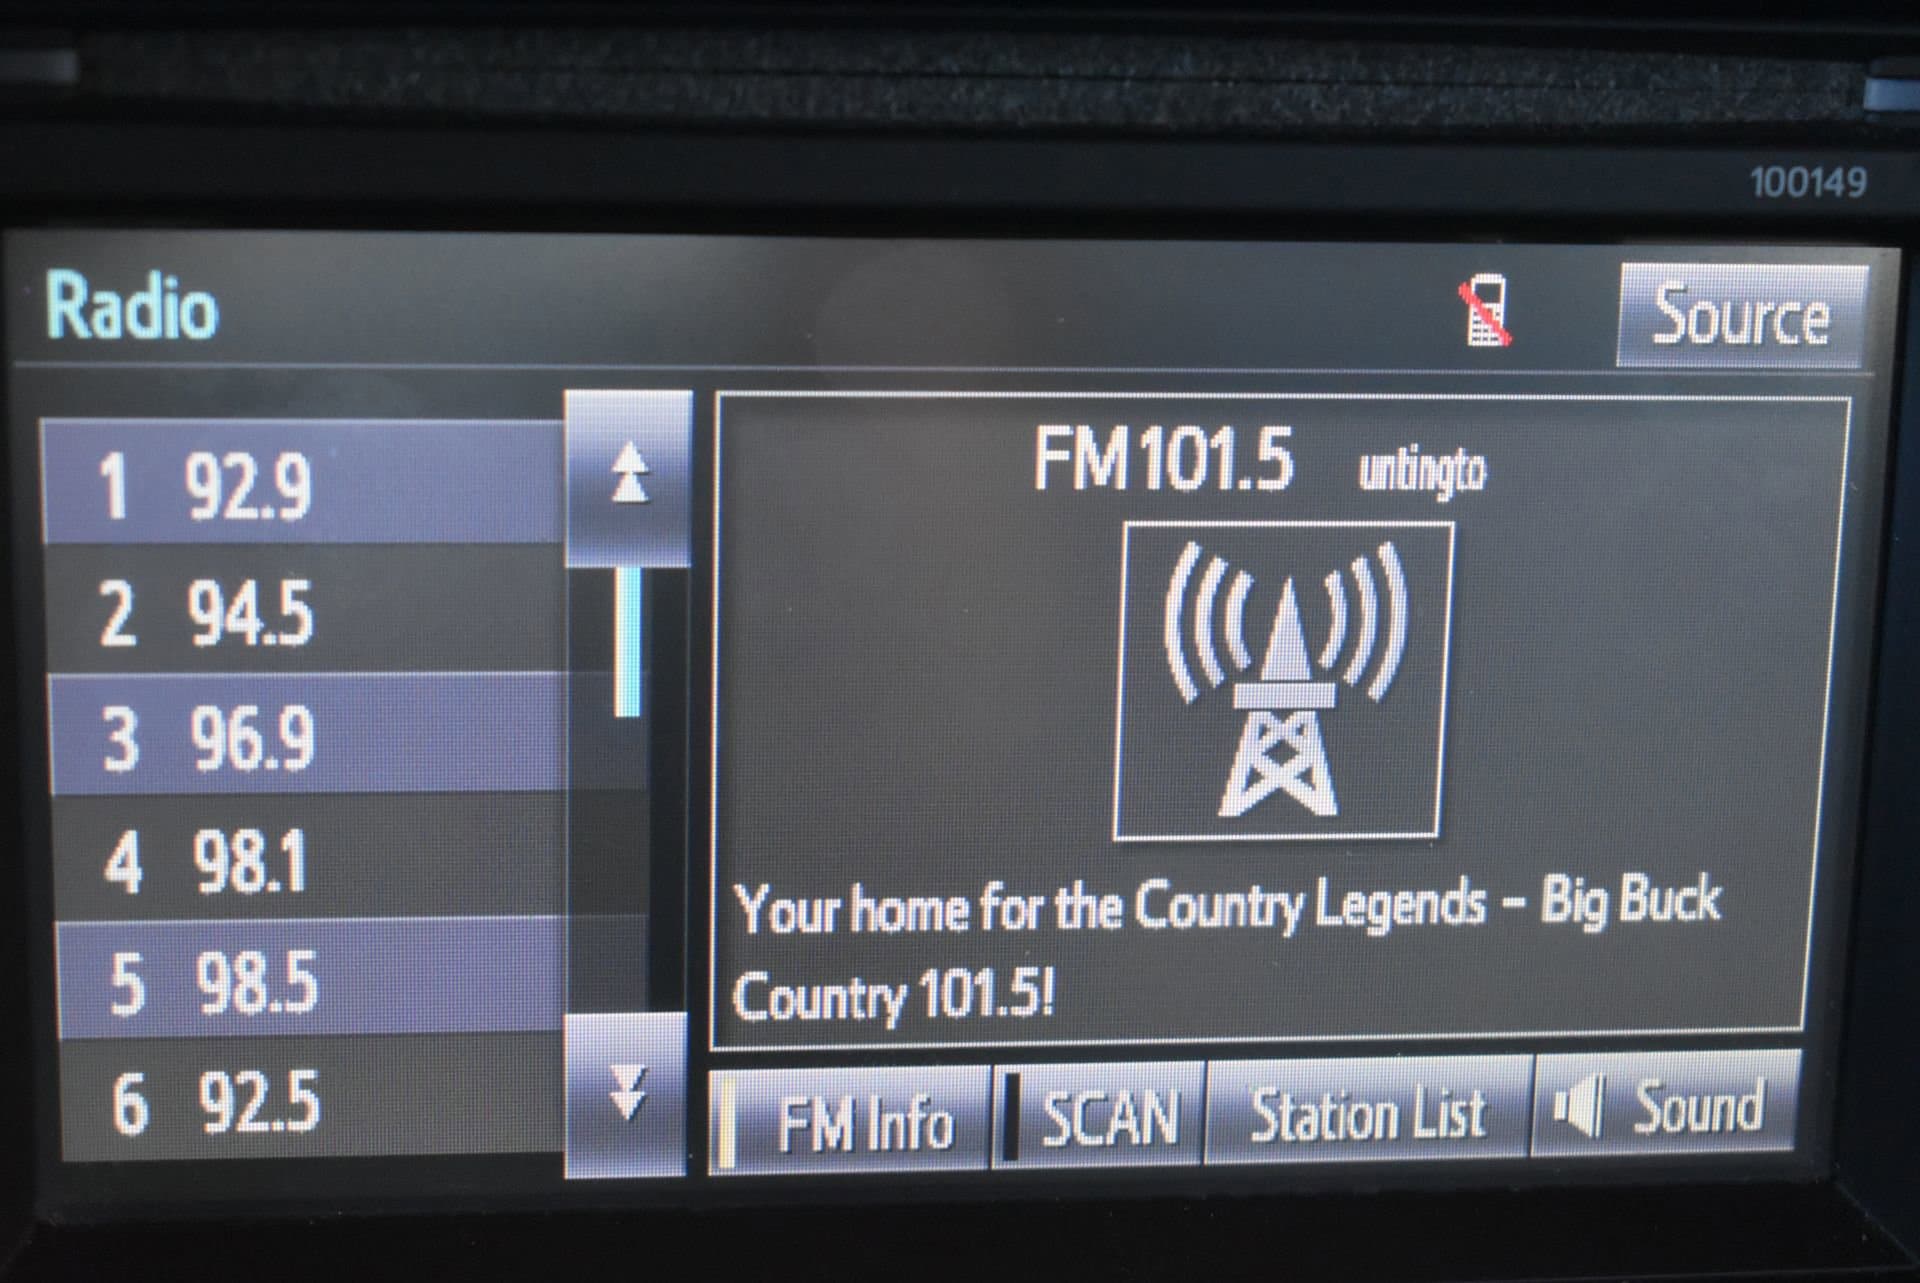 100149
Radio
Source
1 92.9
2 94.5
3 96.9
4 98.1
5 98.5
6 92.5
FM 101.5 untingto
Your home for the Country Legends - Big Buck
Country 101.5!
FM Info
SCAN
Station List
Sound